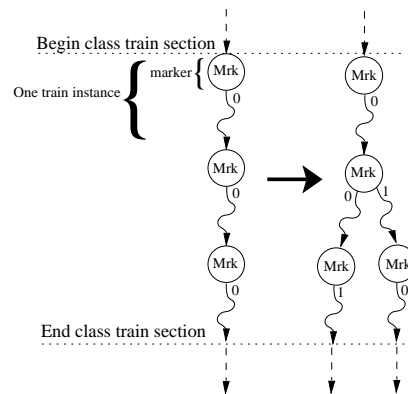 Begin class train section
marker
Mrk
Mrk
0
0
One train instance
Mrk
Mrk
0
0
1
Mrk
Mrk
Mrk
0
1
0
End class train section